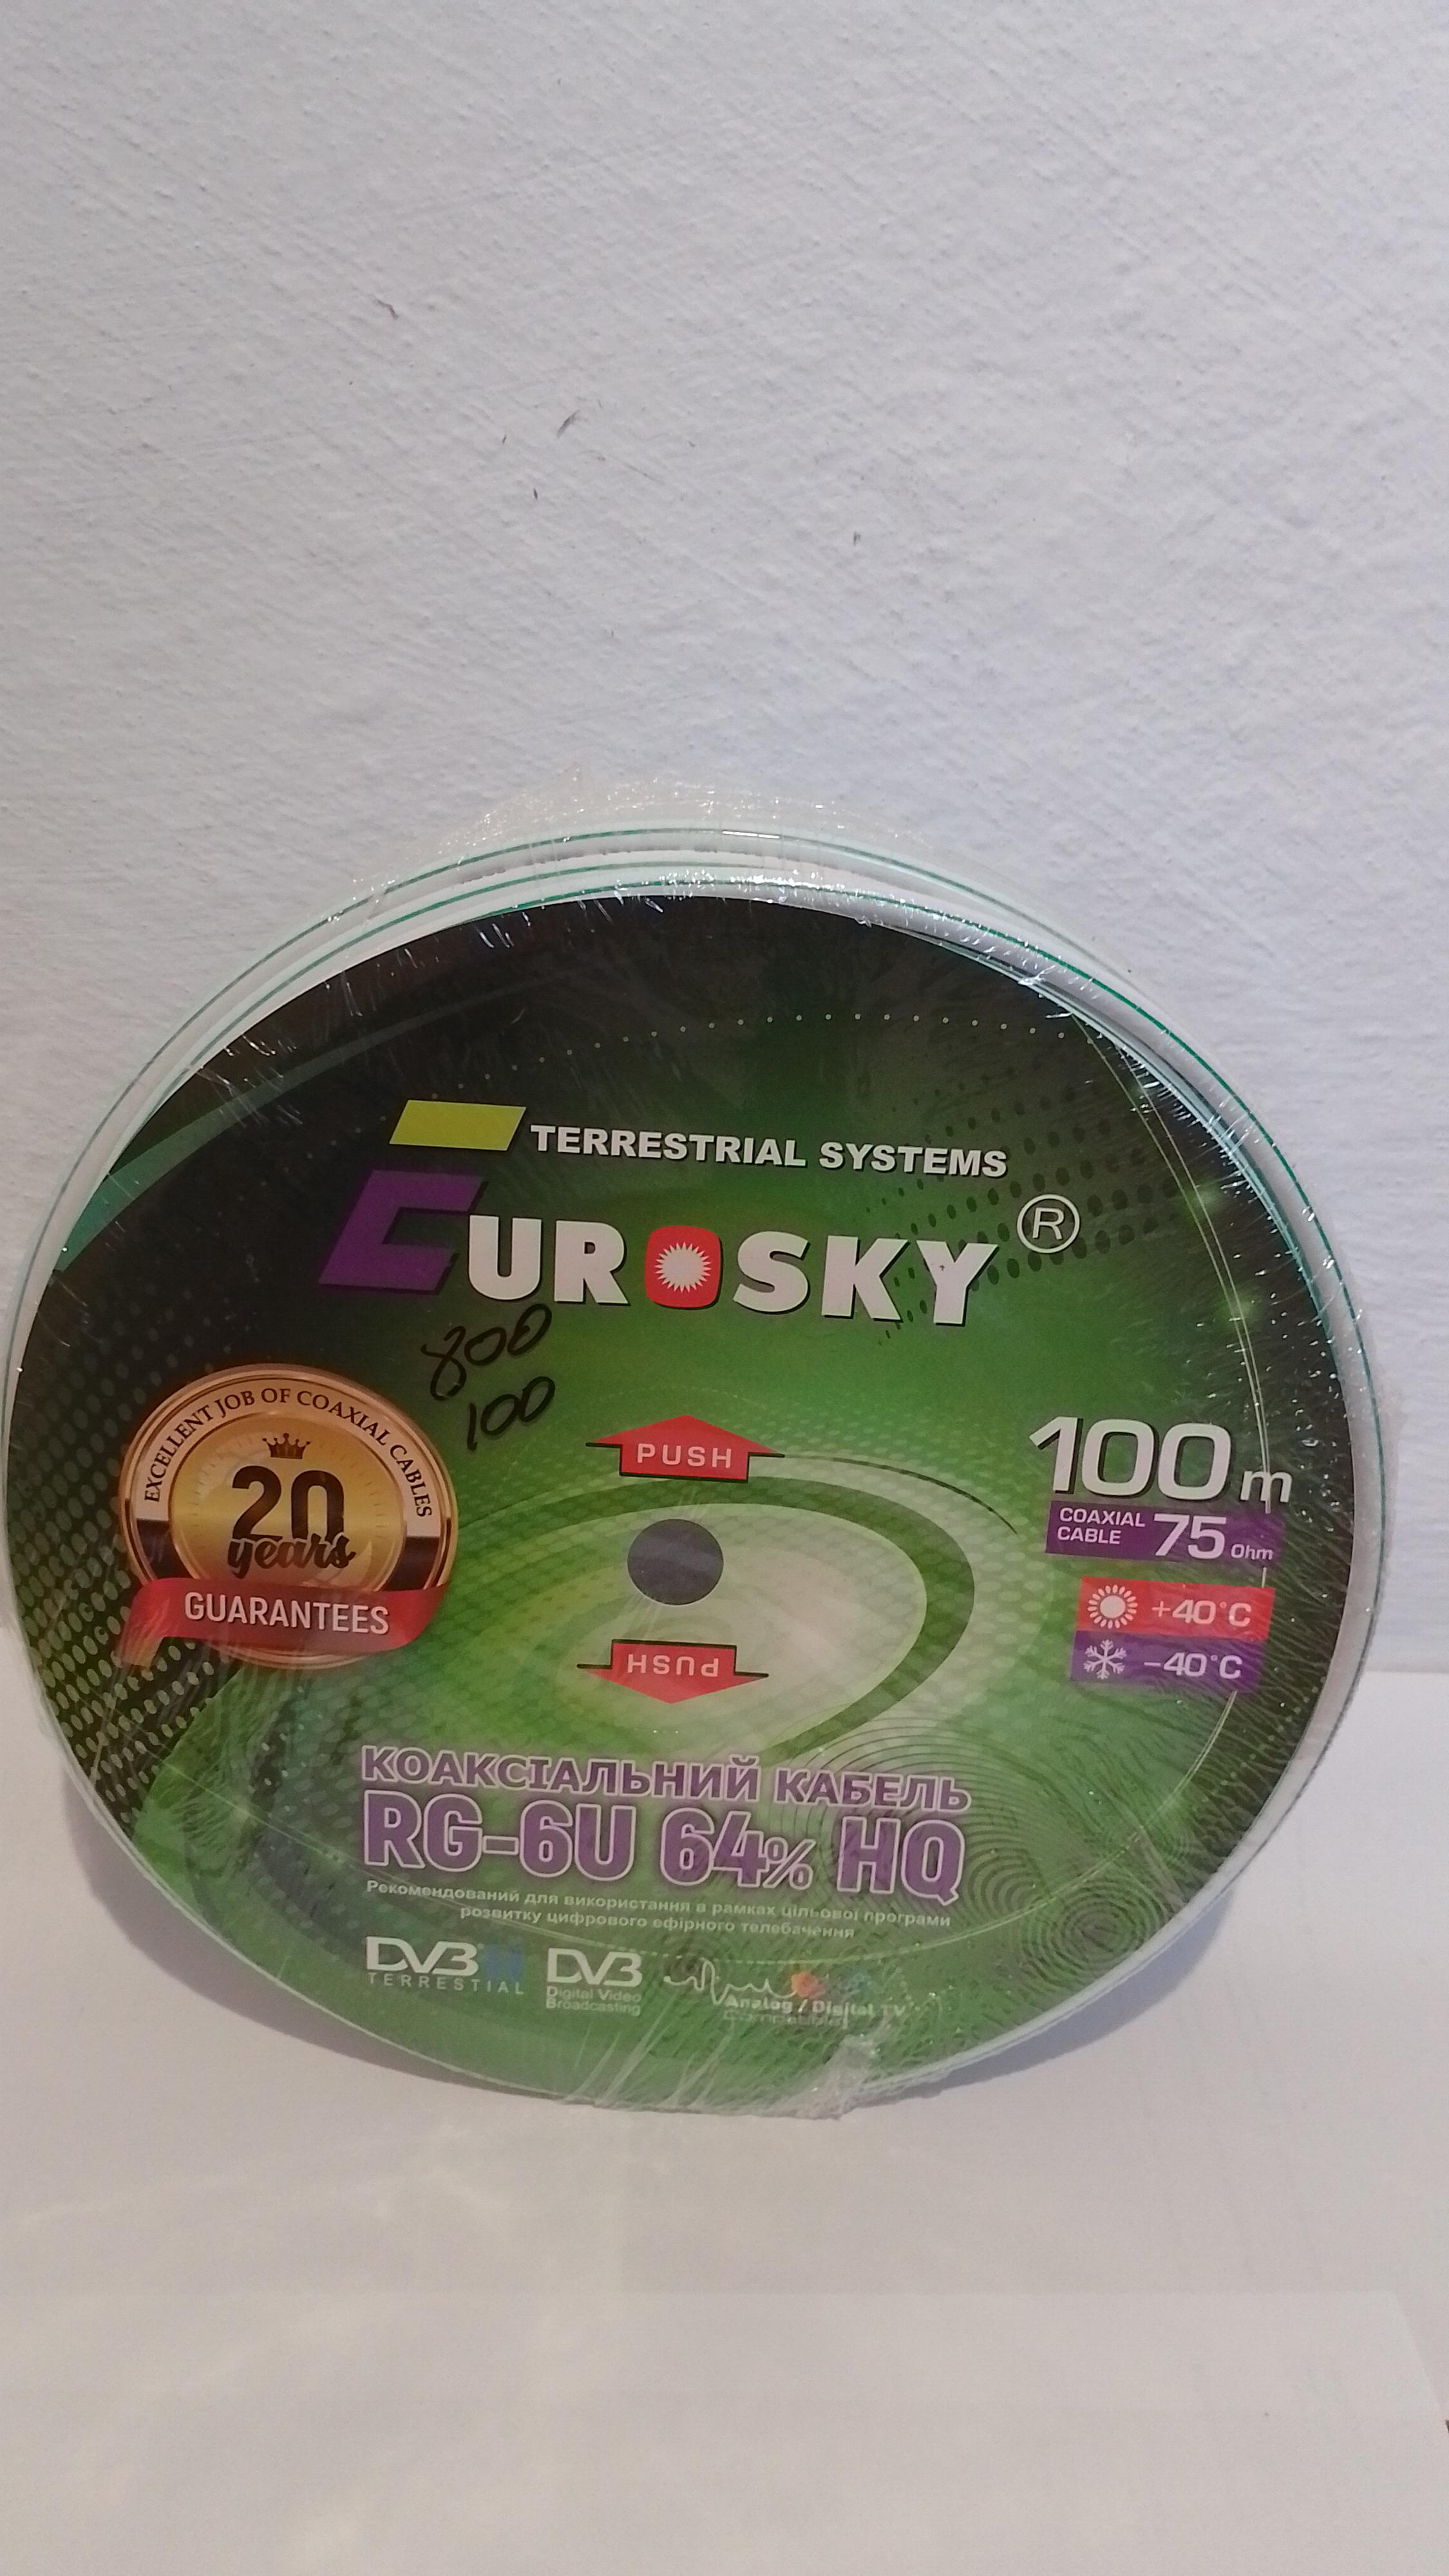 TERRESTRIAL SYSTEMS
EUROSKY ®
800
100
EXCELLENT JOB OF COAXIAL CABLES
20
years
GUARANTEES
PUSH
PUSH
100m
COAXIAL
CABLE 75 Ohm
+40°C
-40°C
КОАКСІАЛЬНИЙ КАБЕЛЬ
RG-6U 64% HQ
Рекомендований для використання в рамках цільової програми
розвитку цифрового ефірного телебачення
DVB
TERRESTIAL
DVB
Digital Video
Broadcasting
Analog / Digital TV